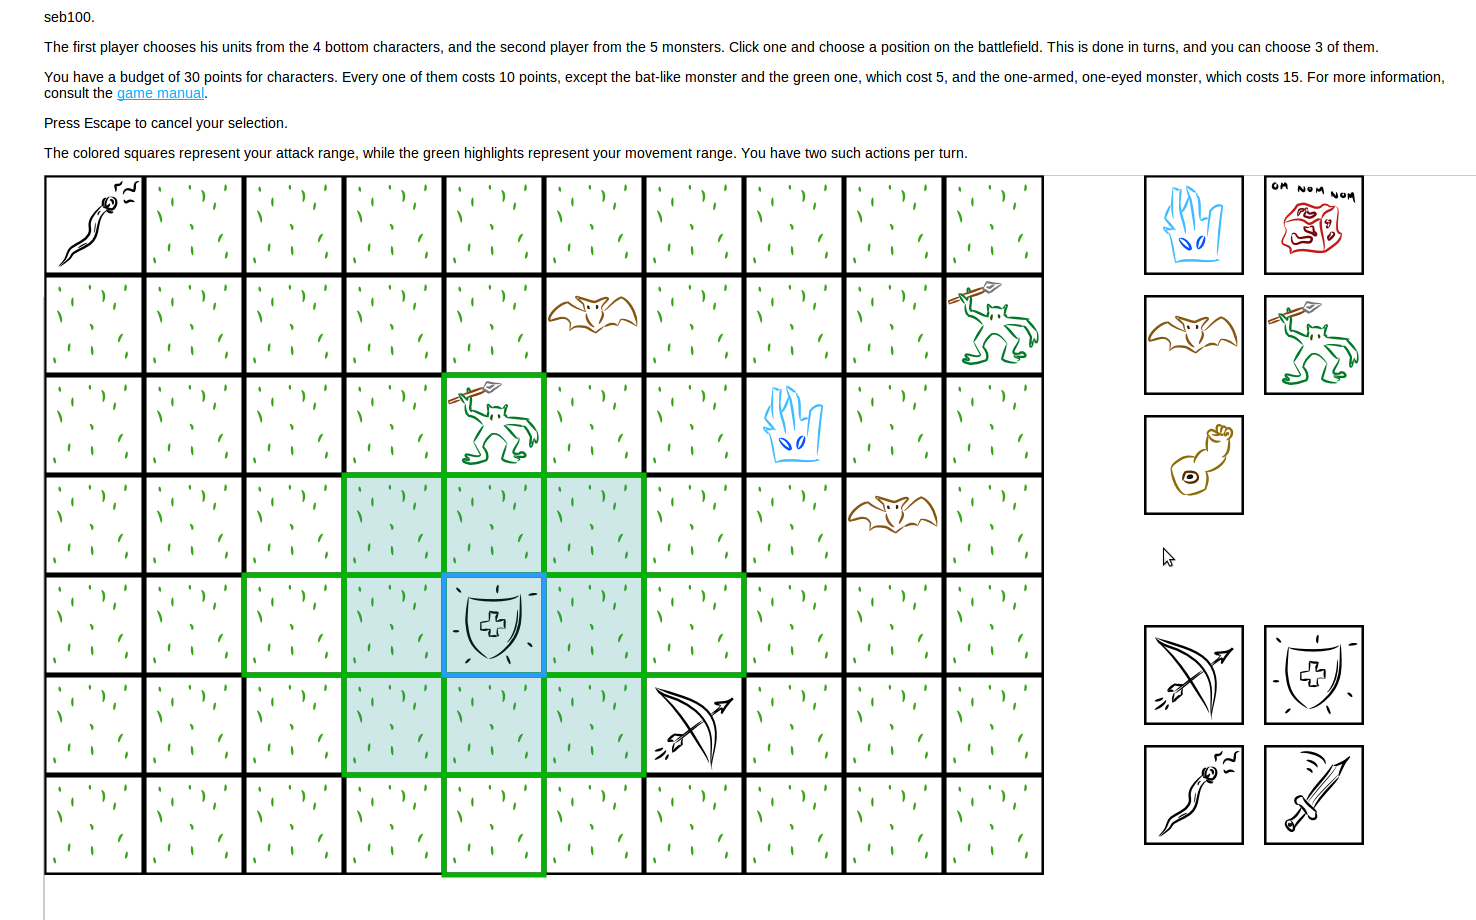 seb100.
The first player chooses his units from the 4 bottom characters, and the second player from the 5 monsters. Click one and choose a position on the battlefield. This is done in turns, and you can choose 3 of them.
You have a budget of 30 points for characters. Every one of them costs 10 points, except the bat-like monster and the green one, which cost 5, and the one-armed, one-eyed monster, which costs 15. For more information,
consult the game manual.
Press Escape to cancel your selection.
The colored squares represent your attack range, while the green highlights represent your movement range. You have two such actions per turn.
OM NOM NOM